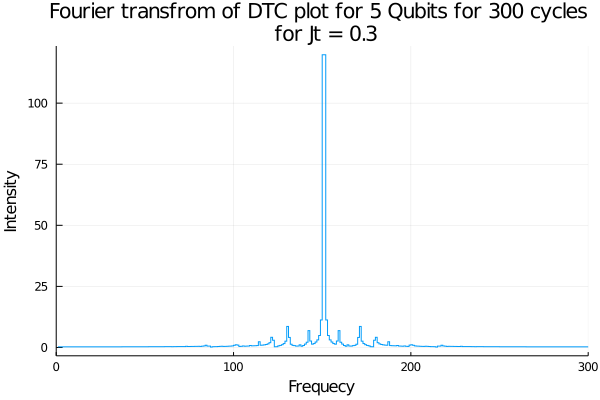 Fourier transfrom of DTC plot for 5 Qubits for 300 cycles
for Jt = 0.3
Intensity
100
75
50
25
0
0 100 200 300
Frequecy